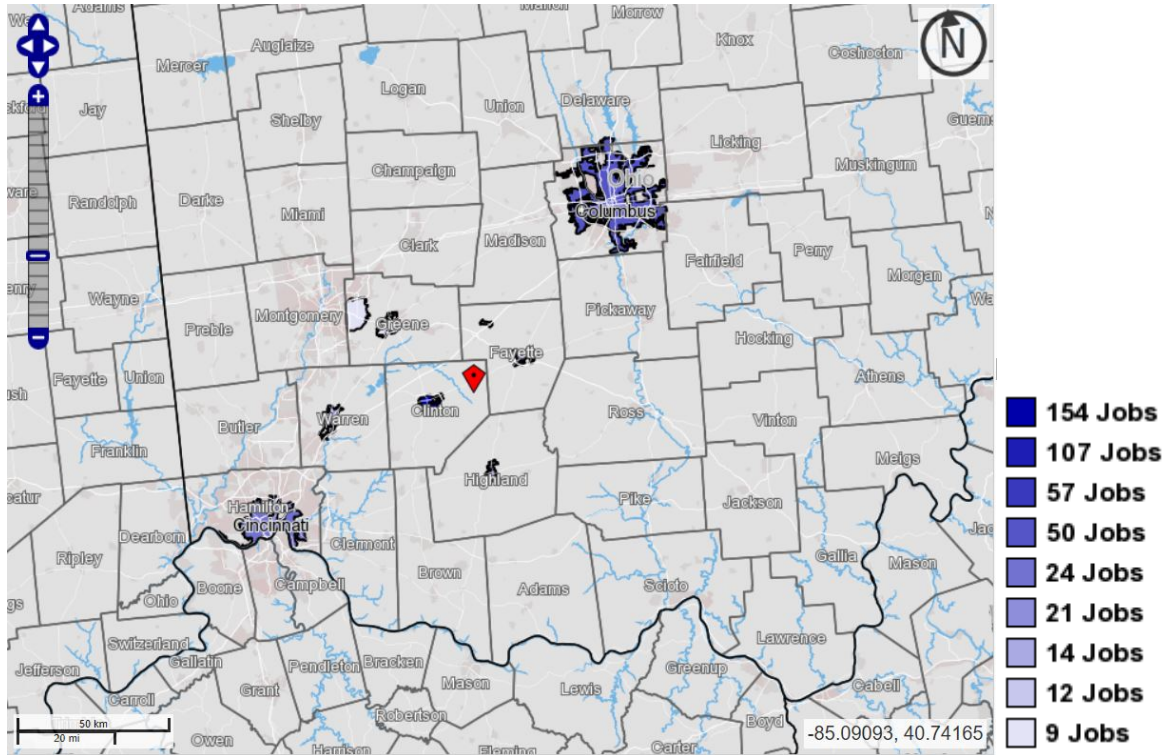 Adams
Morrow
Auglaize
Mercer
Knox
Coshocton
N
Logan
Jay
Union
Delaware
Shelby
Licking
Guerns
Muskingum
Champaign
Ohio
Randolph
Darke
Miami
Columbus
Clark
Madison
Perry
Fairfield
Morgan
Wayne
Montgomery
Greene
Pickaway
Preble
Hocking
Fayette
Fayette
Union
Athens
Clinton
Warren
Ross
Butler
Vinton
Franklin
Meigs
Highland
Pike
Jackson
Hamilton
Cincinnati
Dearborn
Clermont
Ripley
Brown
Adams
Scioto
Gallia
Mason
Boone
Campbell
Ohio
Switzerland
Lawrence
Jefferson
Gallatin
Pendleton
Bracken
Greenup
Grant
Mason
Lewis
Cabell
Carroll
Robertson
Boyd
Owen
Harrison
Fleming
Carter
50 km
20 mi
-85.09093, 40.74165
154 Jobs
107 Jobs
57 Jobs
50 Jobs
24 Jobs
21 Jobs
14 Jobs
12 Jobs
9 Jobs